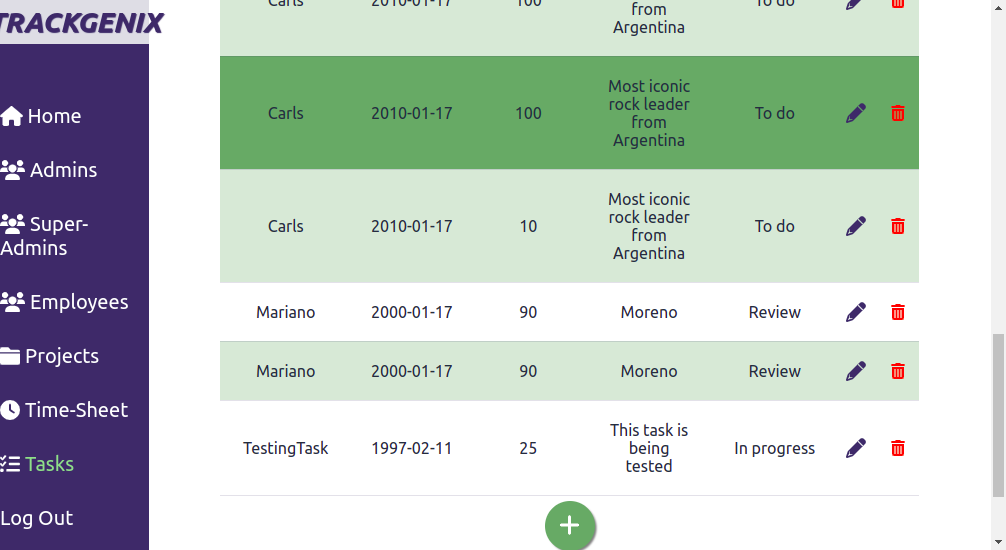 TRACKGENIX
Home
Admins
Super-
Admins
Employees
Projects
Time-Sheet
Tasks
Log Out
Carls 2010-01-17 100 from To do
Argentina
Most iconic
rock leader
Carls 2010-01-17 100 from To do
Argentina
Most iconic
rock leader
Carls 2010-01-17 10 from To do
Argentina
Mariano 2000-01-17 90 Moreno Review
Mariano 2000-01-17 90 Moreno Review
This task is
TestingTask 1997-02-11 25 being In progress
tested